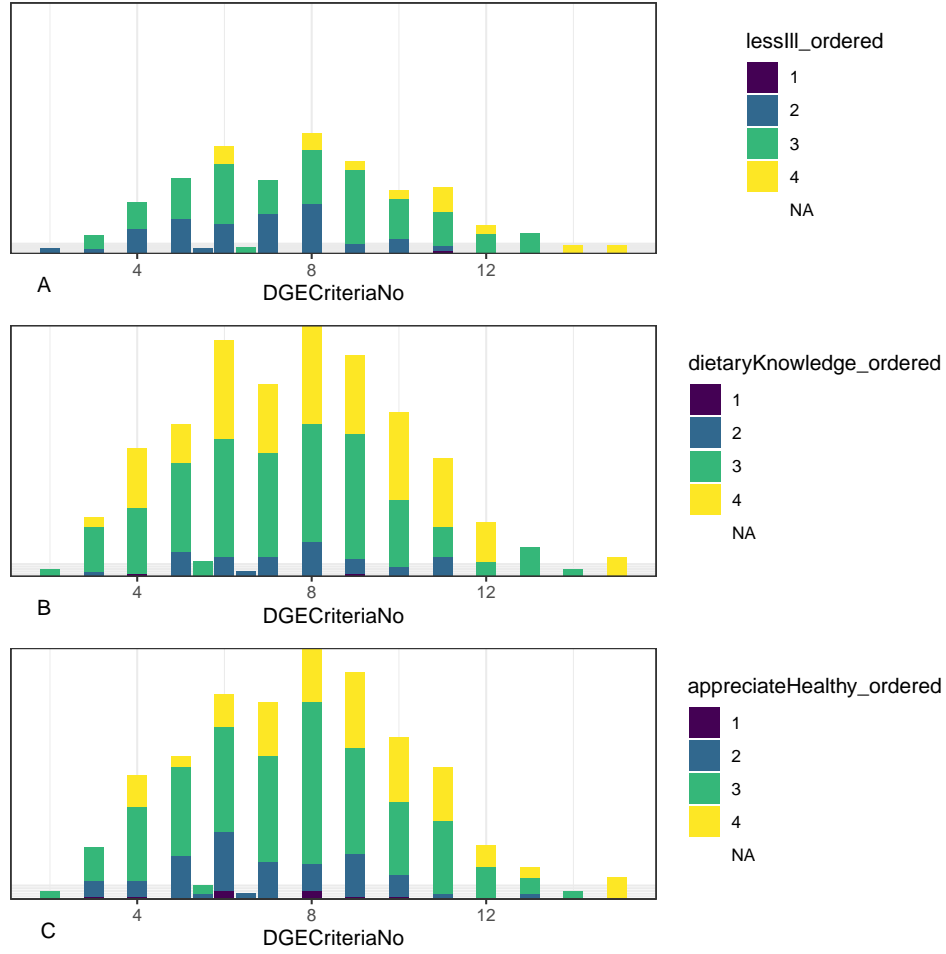 lessIll_ordered
1
2
3
4
NA
4 8 12
DGECriteriaNo
A
dietaryKnowledge_ordered
1
2
3
4
NA
4 8 12
DGECriteriaNo
B
appreciateHealthy_ordered
1
2
3
4
NA
4 8 12
DGECriteriaNo
C